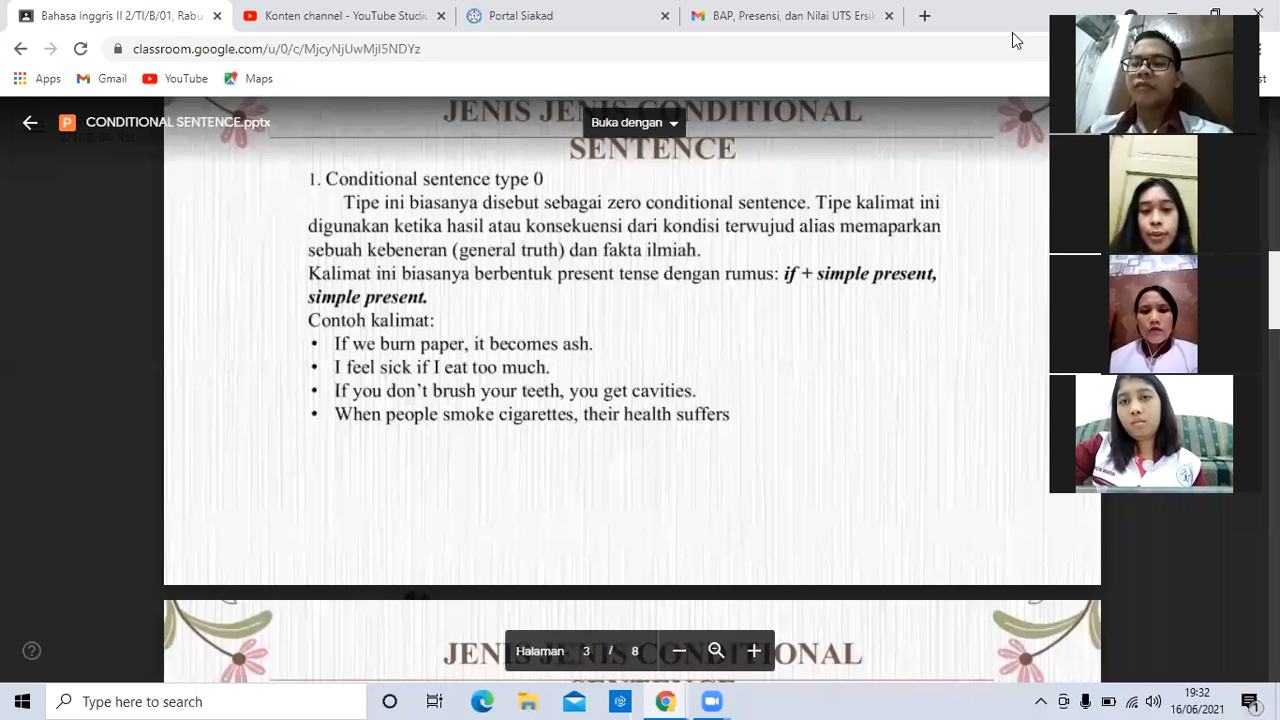 Bahasa Inggris II 2/TI/B/01, Rabu
Konten channel - YouTube Studi
Portal Siakad
BAP, Presensi, dan Nilai UTS Ersik
classroom.google.com/u/0/c/MjcyNjUwMjI5NDYz
Apps
Gmail
YouTube
Maps
CONDITIONAL SENTENCE.pptx
Buka dengan
JENIS JENIS CONDITIONAL
SENTENCE
1. Conditional sentence type 0
Tipe ini biasanya disebut sebagai zero conditional sentence. Tipe kalimat ini
digunakan ketika hasil atau konsekuensi dari kondisi terwujud alias memaparkan
sebuah kebeneran (general truth) dan fakta ilmiah.
Kalimat ini biasanya berbentuk present tense dengan rumus: if + simple present,
simple present.
Contoh kalimat:
• If we burn paper, it becomes ash.
• I feel sick if I eat too much.
• If you don't brush your teeth, you get cavities.
• When people smoke cigarettes, their health suffers
JENIS JENIS CONDITIONAL
Halaman 3 / 8
Type here to search
19:32
16/06/2021